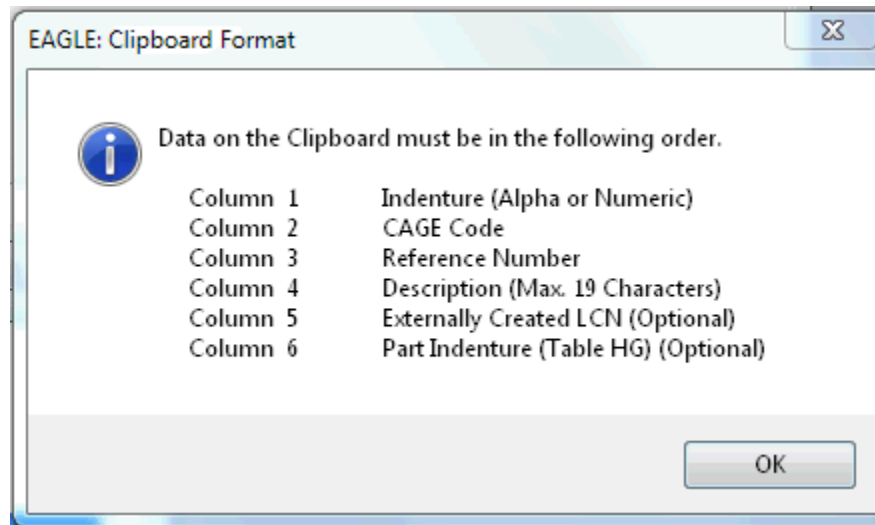 EAGLE: Clipboard Format
Data on the Clipboard must be in the following order.
Column 1 Indenture (Alpha or Numeric)
Column 2 CAGE Code
Column 3 Reference Number
Column 4 Description (Max. 19 Characters)
Column 5 Externally Created LCN (Optional)
Column 6 Part Indenture (Table HG) (Optional)
OK